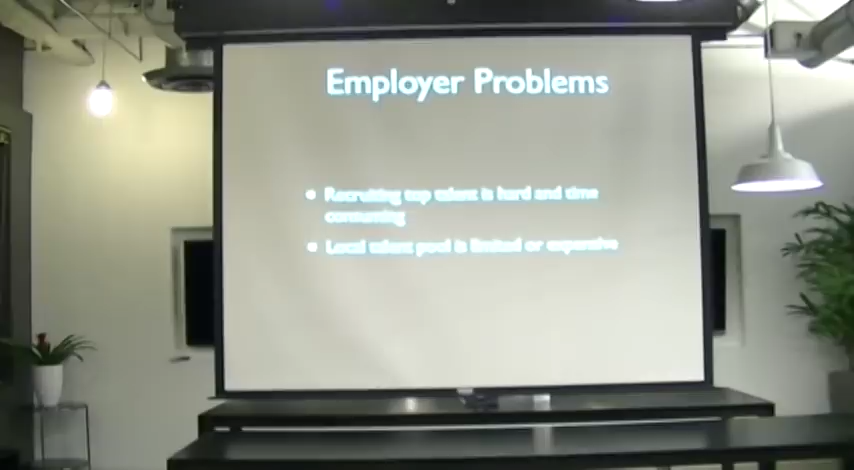 Employer Problems
• Recruiting top talent is hard and time
consuming
• Local talent pool is limited or expensive